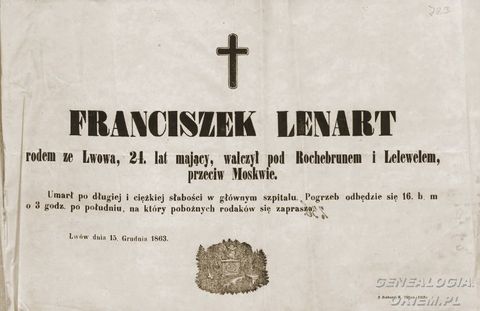 FRANCISZEK LENART
rodem ze Lwowa, 24. lat mający, walczył pod Rochebrunem i Lelewelem,
przeciw Moskwie.
Umarł po długiej i ciężkiej słabości w głównym szpitalu. Pogrzeb odbędzie się 16. b. m
o 3 godz. po południu, na który pobożnych rodaków się zaprasza.
Lwów dnia 15. Grudnia 1863.
GENEALOGIA.
OKIEM.PL